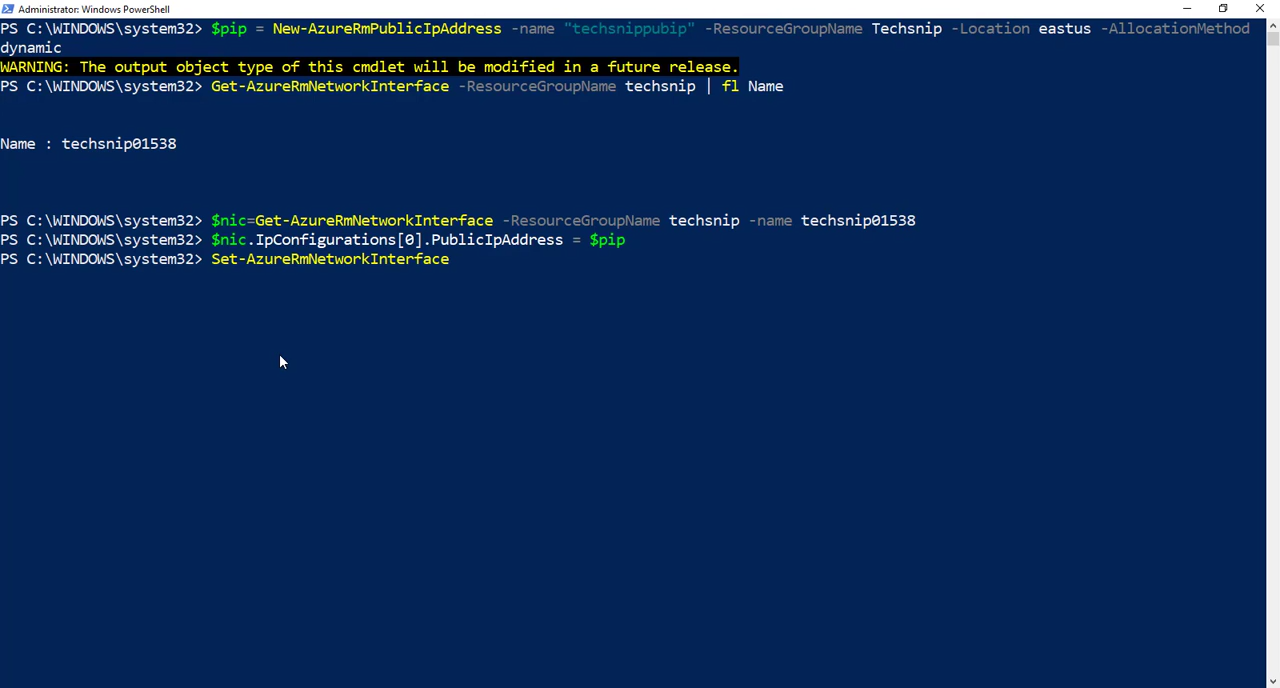 Administrator: Windows PowerShell
PS C:\WINDOWS\system32> $pip = New-AzureRmPublicIpAddress -name "techsnippubip" -ResourceGroupName Techsnip -Location eastus -AllocationMethod
dynamic
WARNING: The output object type of this cmdlet will be modified in a future release.
PS C:\WINDOWS\system32> Get-AzureRmNetworkInterface -ResourceGroupName techsnip | fl Name
Name : techsnip01538
PS C:\WINDOWS\system32> $nic=Get-AzureRmNetworkInterface -ResourceGroupName techsnip -name techsnip01538
PS C:\WINDOWS\system32> $nic.IpConfigurations[0].PublicIpAddress = $pip
PS C:\WINDOWS\system32> Set-AzureRmNetworkInterface